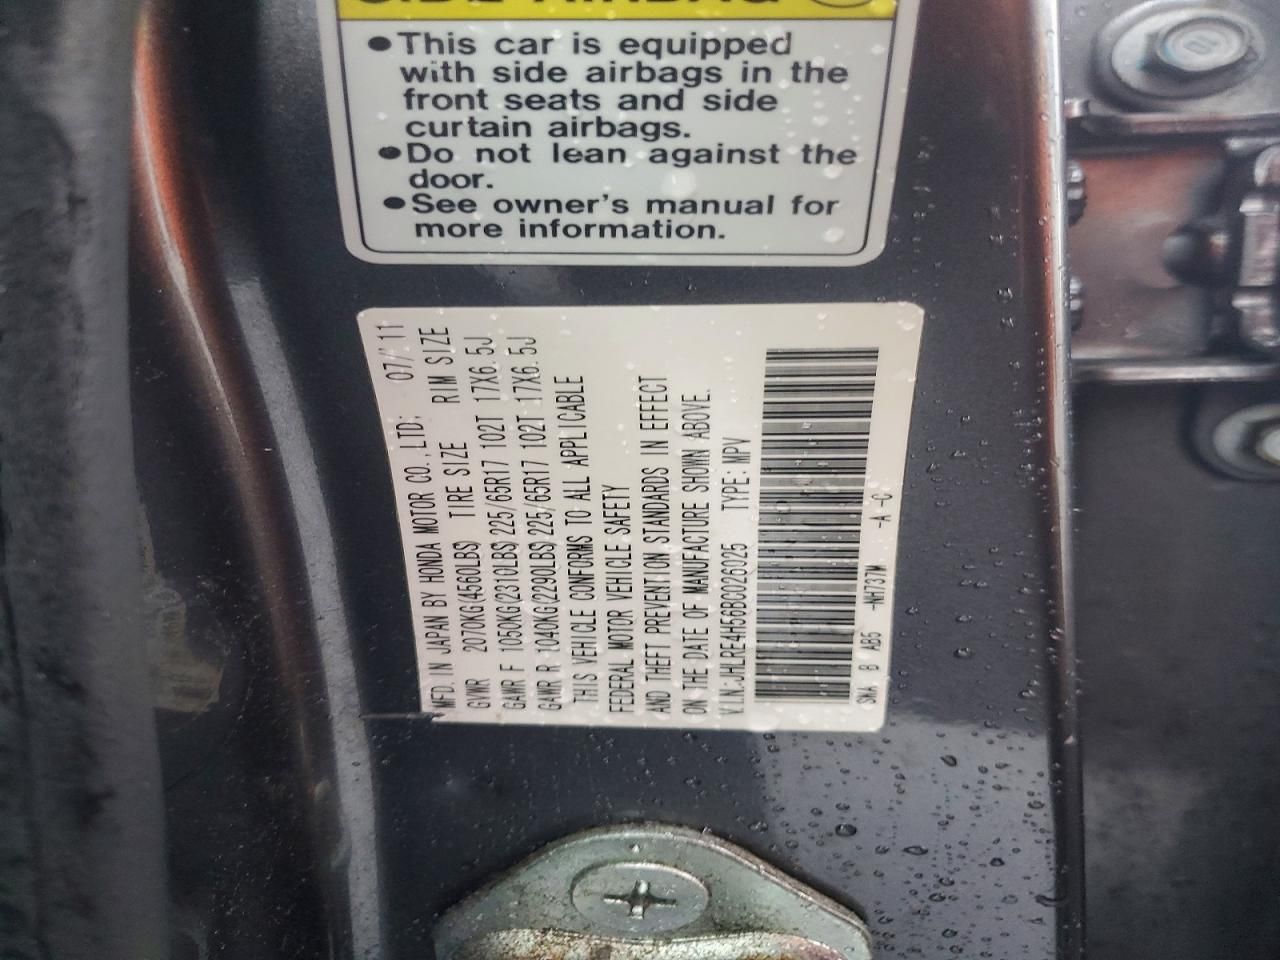 SIDE AIRBAG
●This car is equipped
with side airbags in the
front seats and side
curtain airbags.
●Do not lean against the
door.
●See owner's manual for
more information.
MFD. IN JAPAN BY HONDA MOTOR CO., LTD; 07/'11
GVWR 2070KG(4560LBS) TIRE SIZE RIM SIZE
GAWR F 1050KG(2310LBS) 225/65R17 102T 17X6.5J
GAWR R 1040KG(2290LBS) 225/65R17 102T 17X6.5J
THIS VEHICLE CONFORMS TO ALL APPLICABLE
FEDERAL MOTOR VEHICLE SAFETY
AND THEFT PREVENTION STANDARDS IN EFFECT
ON THE DATE OF MANUFACTURE SHOWN ABOVE.
V.I.N.:JHLRE4H56BC026025 TYPE: MPV
SWA B AB5 -NH737M -A -C